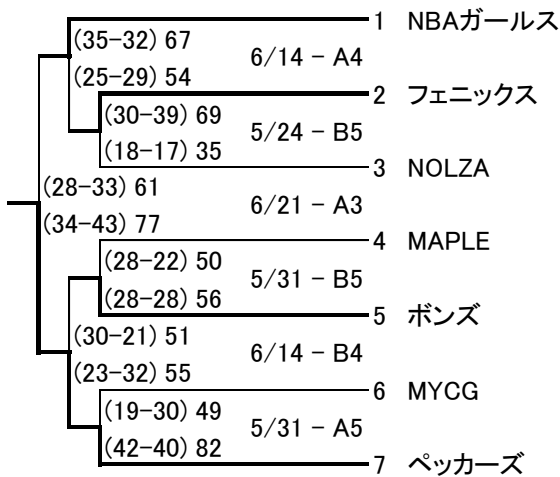 1 NBAガールス
(35-32) 67
6/14 - A4
(25-29) 54
2 フェニックス
(30-39) 69
5/24 - B5
(18-17) 35
3 NOLZA
(28-33) 61
6/21 - A3
(34-43) 77
4 MAPLE
(28-22) 50
5/31 - B5
(28-28) 56
5 ボンズ
(30-21) 51
6/14 - B4
(23-32) 55
6 MYCG
(19-30) 49
5/31 - A5
(42-40) 82
7 ペッカーズ